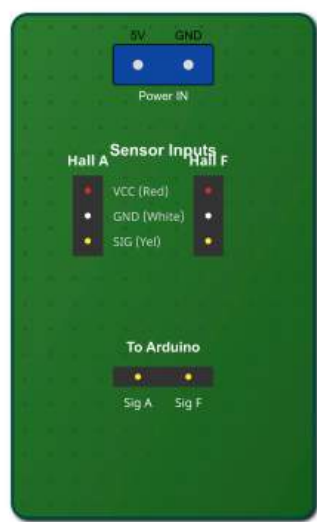 5V GND
Power IN
Sensor Inputs
Hall A Hall F
VCC (Red)
GND (White)
SIG (Yel)
To Arduino
Sig A Sig F